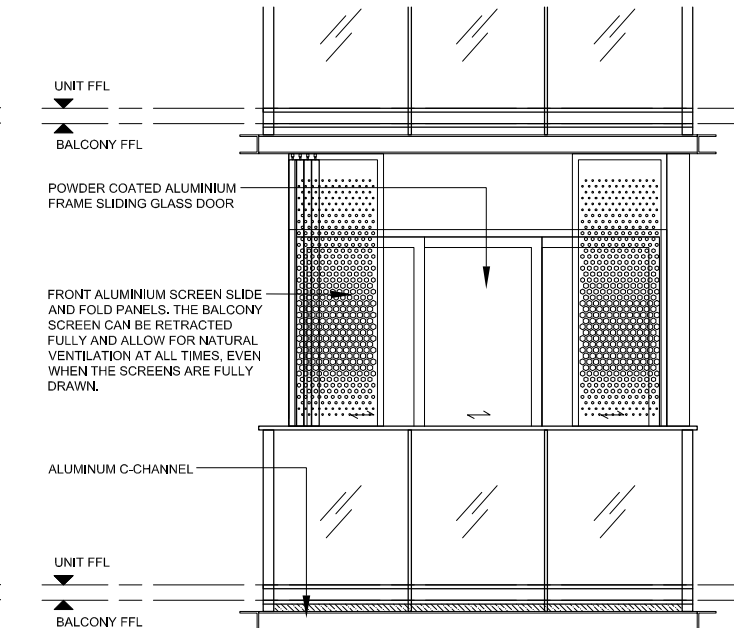 UNIT FFL
BALCONY FFL
POWDER COATED ALUMINIUM
FRAME SLIDING GLASS DOOR
FRONT ALUMINIUM SCREEN SLIDE
AND FOLD PANELS. THE BALCONY
SCREEN CAN BE RETRACTED
FULLY AND ALLOW FOR NATURAL
VENTILATION AT ALL TIMES, EVEN
WHEN THE SCREENS ARE FULLY
DRAWN.
ALUMINUM C-CHANNEL
UNIT FFL
BALCONY FFL